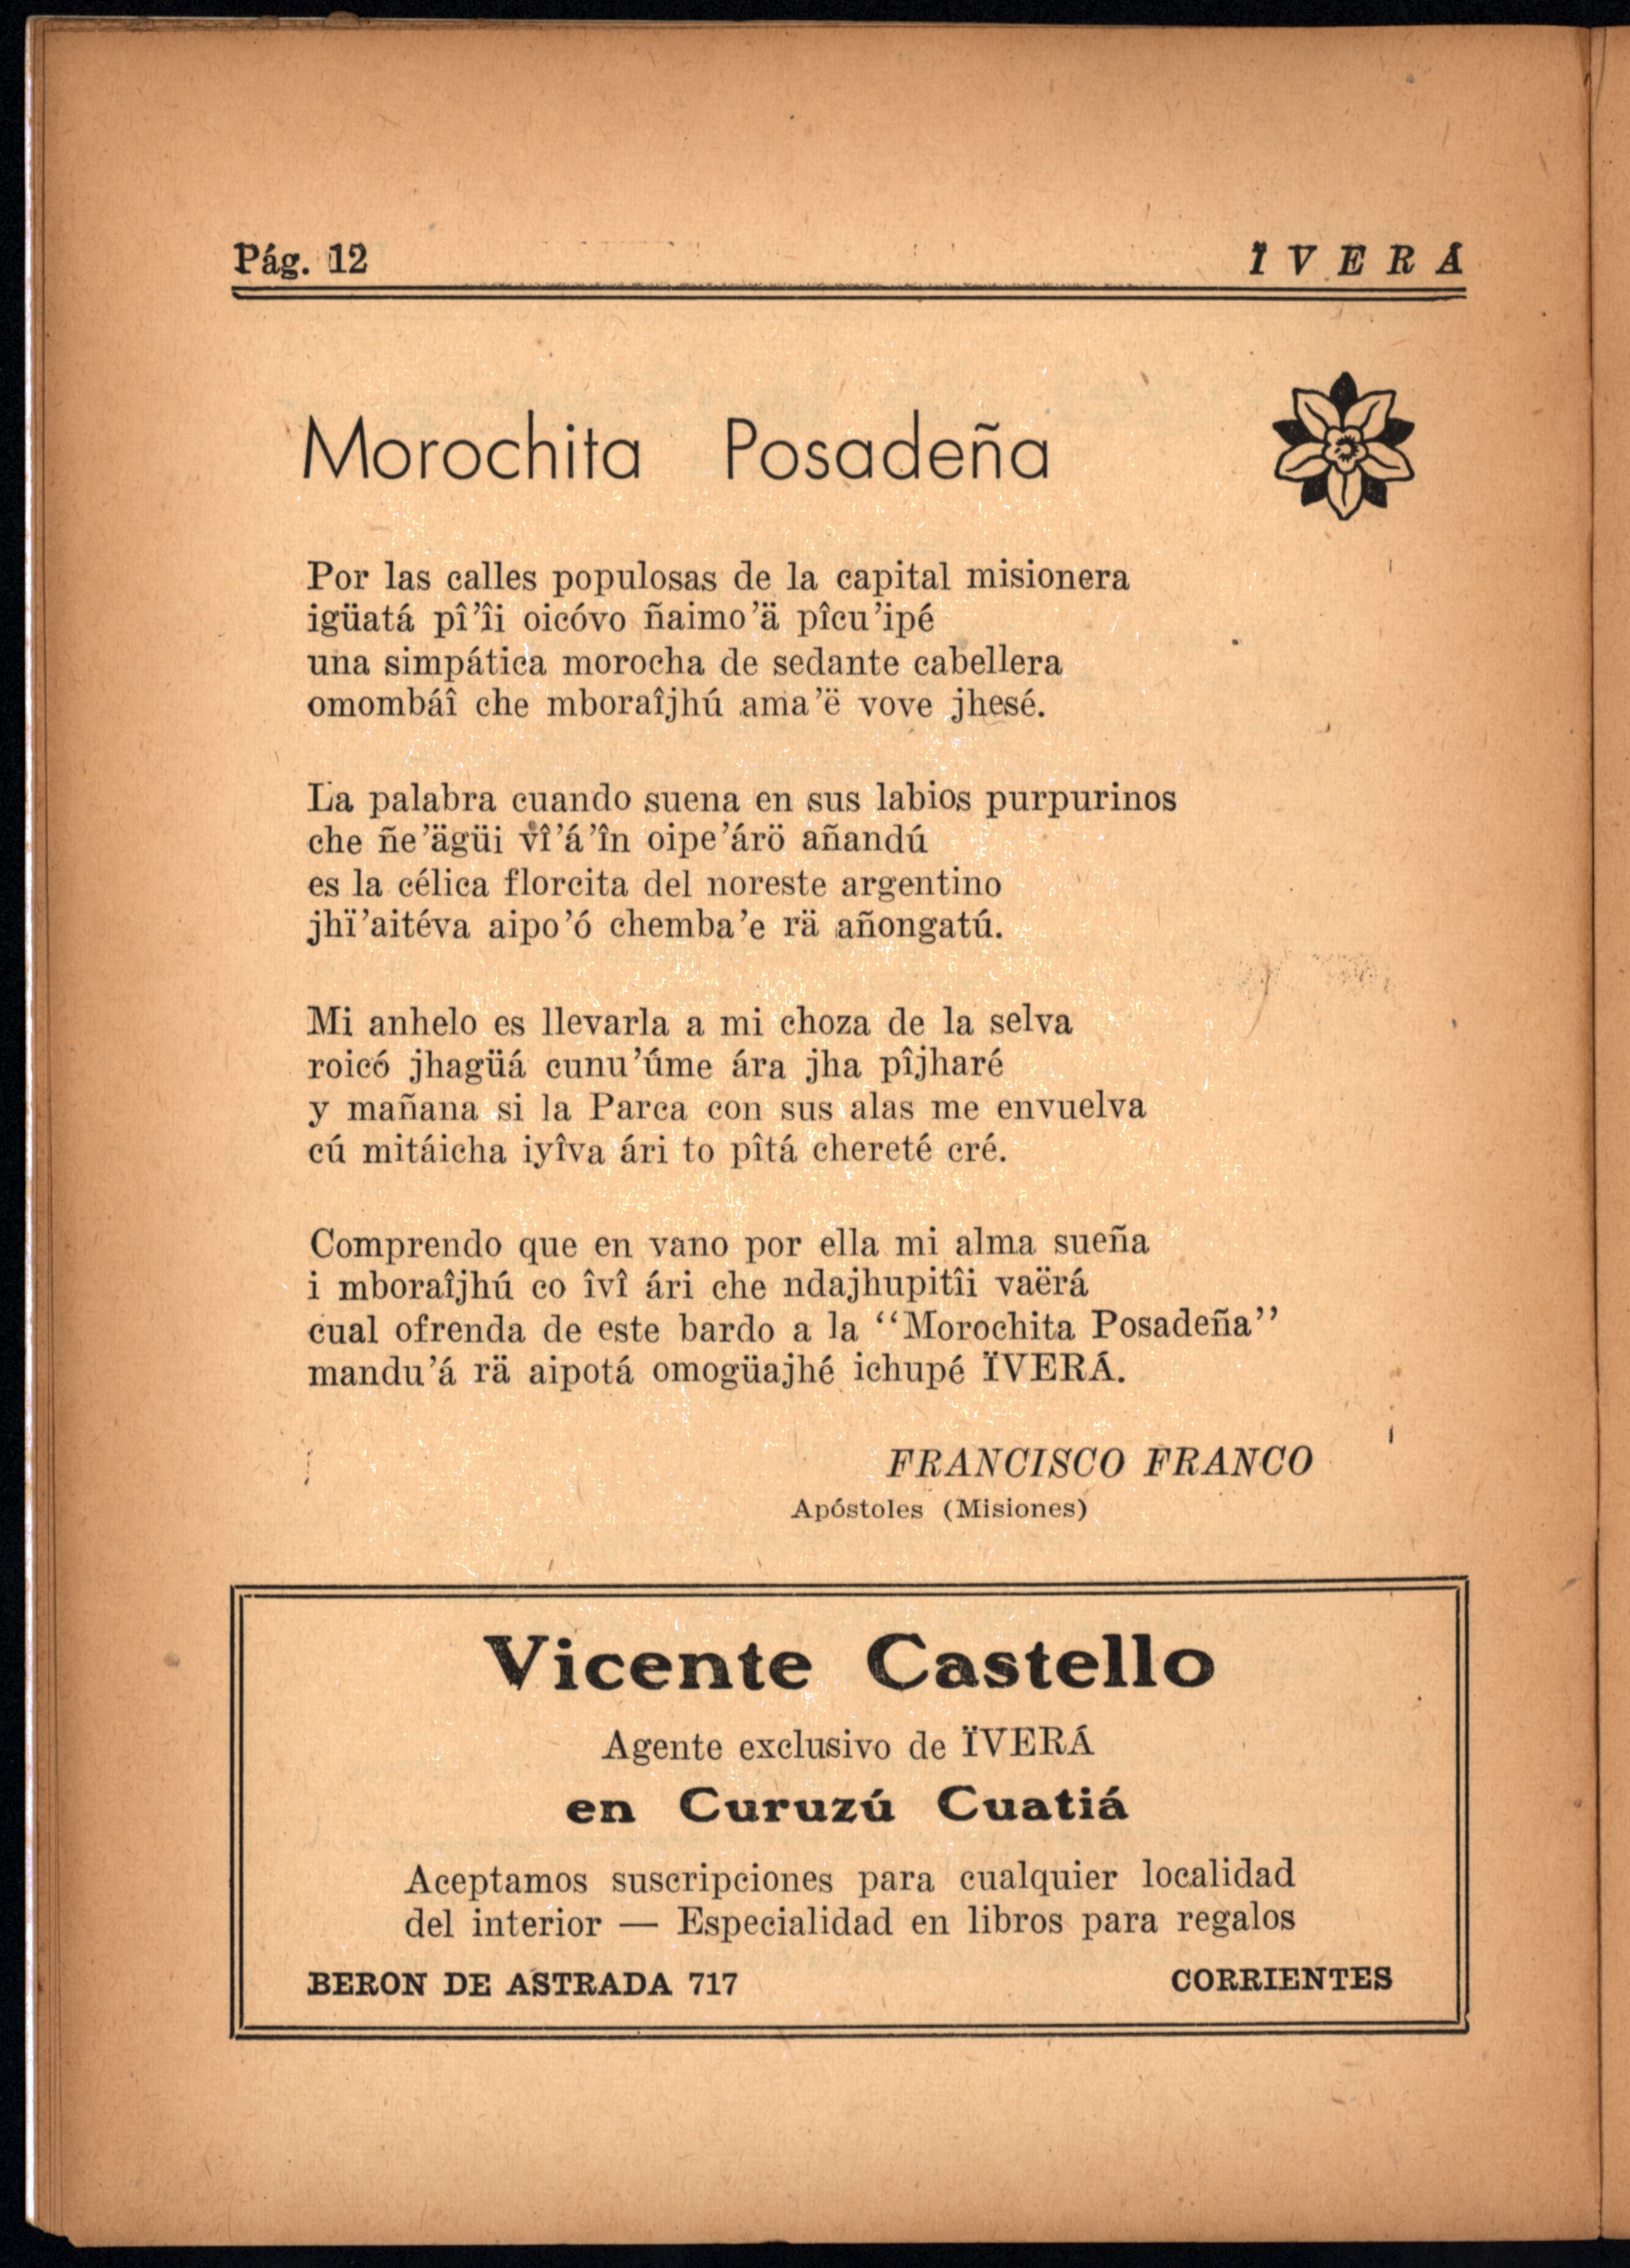 Pág. 12
ÏVERÁ
Morochita Posadeña
Por las calles populosas de la capital misionera
igüatá pî’îi oicóvo ñaimo’ä pîcu’ipé
una simpática morocha de sedante cabellera
omombáî che mboraîjhú ama’ë vove jhesé.
La palabra cuando suena en sus labios purpurinos
che ñe’ägüi vî’á’în oipe’árö añandú
es la célica florcita del noreste argentino
jhï’aitéva aipo’ó chemba’e rä añongatú.
Mi anhelo es llevarla a mi choza de la selva
roicó jhagüá cunu’úme ára jha pîjharé
y mañana si la Parca con sus alas me envuelva
cú mitáicha iyîva ári to pîtá chereté cré.
Comprendo que en vano por ella mi alma sueña
i mboraîjhú co îvî ári che ndajhupitîi vaërá
cual ofrenda de este bardo a la “Morochita Posadeña”
mandu’á rä aipotá omogüajhé ichupé ÏVERÁ.
FRANCISCO FRANCO
Apóstoles (Misiones)
Vicente Castello
Agente exclusivo de ÏVERÁ
en Curuzú Cuatiá
Aceptamos suscripciones para cualquier localidad
del interior — Especialidad en libros para regalos
BERON DE ASTRADA 717
CORRIENTES